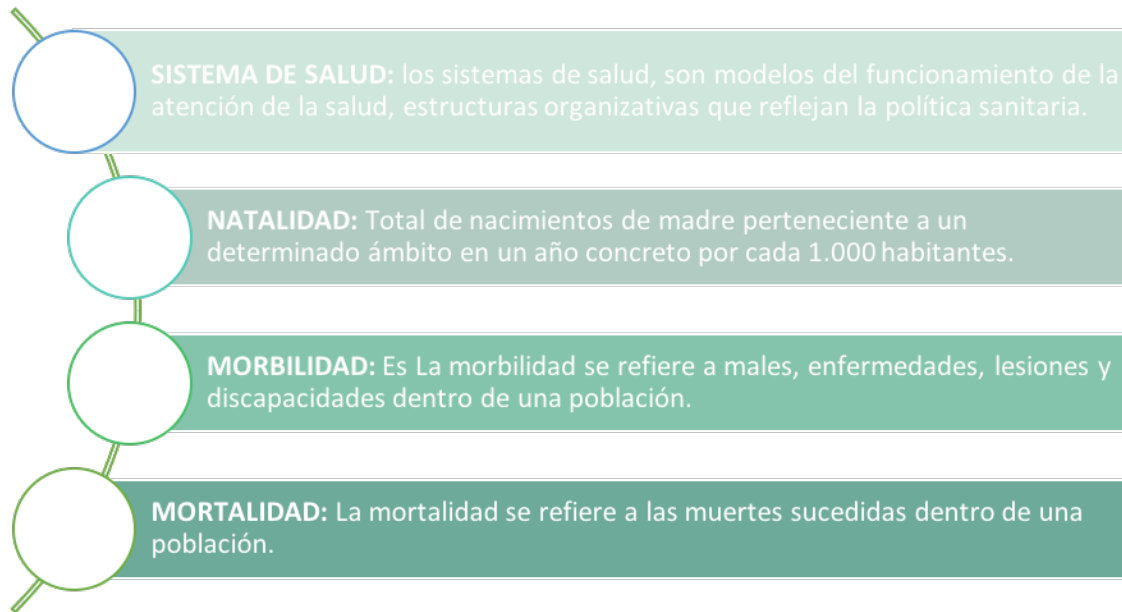 SISTEMA DE SALUD: los sistemas de salud, son modelos del funcionamiento de la
atención de la salud, estructuras organizativas que reflejan la política sanitaria.
NATALIDAD: Total de nacimientos de madre perteneciente a un
determinado ámbito en un año concreto por cada 1.000 habitantes.
MORBILIDAD: Es La morbilidad se refiere a males, enfermedades, lesiones y
discapacidades dentro de una población.
MORTALIDAD: La mortalidad se refiere a las muertes sucedidas dentro de una
población.